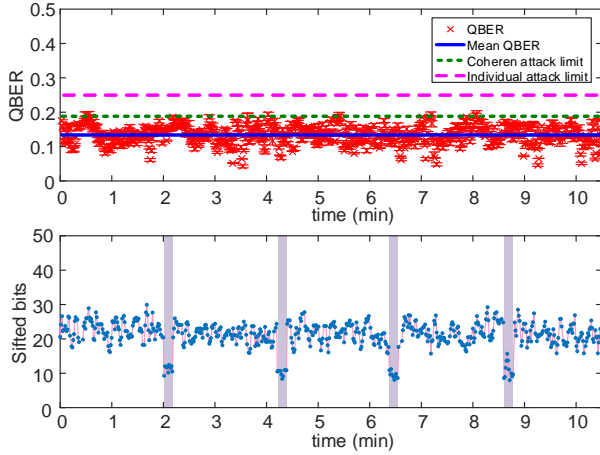 0.5
0.4
0.3
0.2
0.1
0
QBER
QBER
Mean QBER
Coheren attack limit
Individual attack limit
0 1 2 3 4 5 6 7 8 9 10
time (min)
50
40
30
20
10
0
Sifted bits
0 1 2 3 4 5 6 7 8 9 10
time (min)